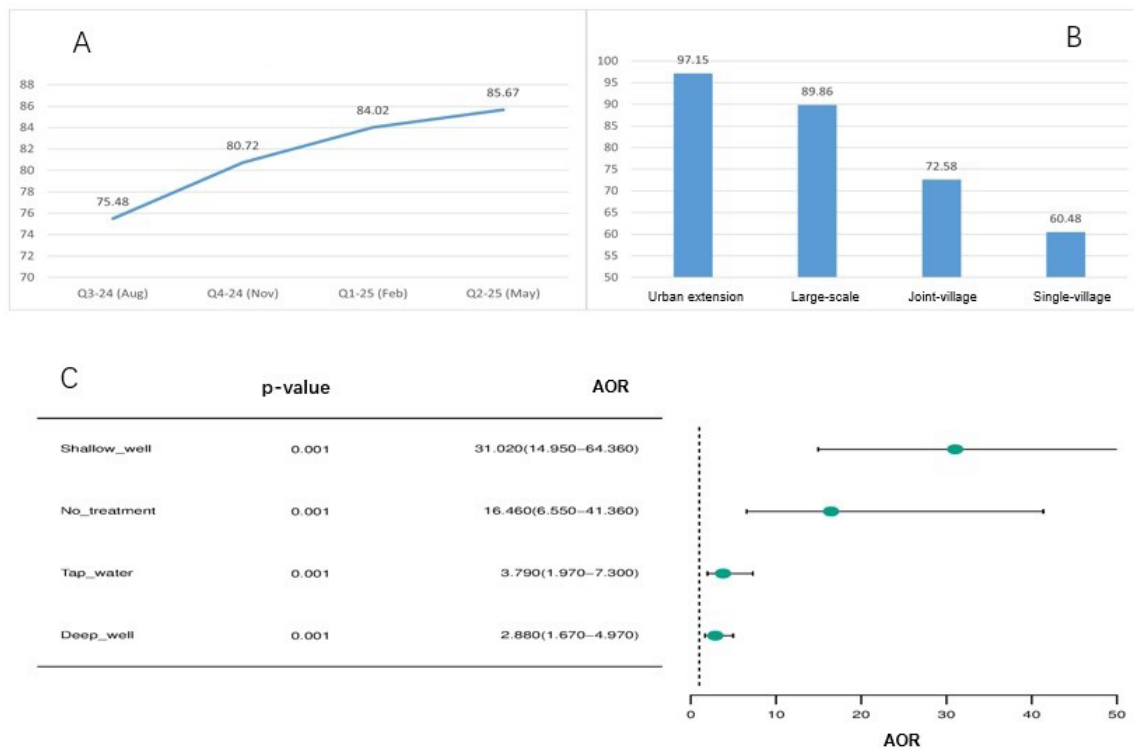 A
88
86
84
82
80
78
76
74
72
70
75.48
80.72
84.02
85.67
Q3-24 (Aug)
Q4-24 (Nov)
Q1-25 (Feb)
Q2-25 (May)
B
100
95
90
85
80
75
70
65
60
55
50
97.15
89.86
72.58
60.48
Urban extension
Large-scale
Joint-village
Single-village
C
p-value AOR
Shallow_well 0.001 31.020(14.950–64.360)
No_treatment 0.001 16.460(6.550–41.360)
Tap_water 0.001 3.790(1.970–7.300)
Deep_well 0.001 2.880(1.670–4.970)
0 10 20 30 40 50
AOR